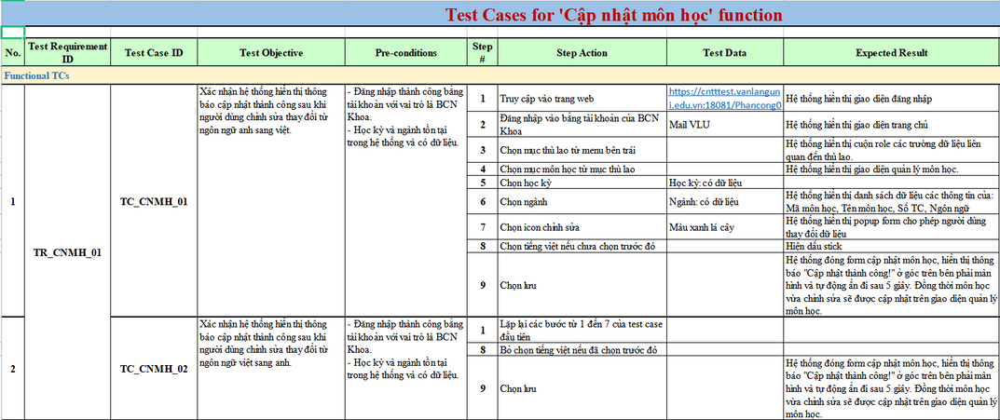 Test Cases for 'Cập nhật môn học' function
No.
Test Requirement
ID
Test Case ID
Test Objective
Pre-conditions
Step
#
Step Action
Test Data
Expected Result
Functional TCs
1
TR_CNMH_01
TC_CNMH_01
Xác nhận hệ thống hiển thị thông
báo cập nhật thành công sau khi
người dùng chỉnh sửa thay đổi từ
ngôn ngữ anh sang việt.
- Đăng nhập thành công bằng
tài khoản với vai trò là BCN
Khoa.
- Học kỳ và ngành tồn tại
trong hệ thống và có dữ liệu.
1
Truy cập vào trang web
https://cntttest.vanlangun
i.edu.vn:18081/Phancong0
Hệ thống hiển thị giao diện đăng nhập
2
Đăng nhập vào bằng tài khoản của BCN
Khoa
Mail VLU
Hệ thống hiển thị giao diện trang chủ
3
Chọn mục thù lao từ menu bên trái
Hệ thống hiển thị cuộn role các trường dữ liệu liên
quan đến thù lao.
4
Chọn mục môn học từ mục thù lao
Hệ thống hiển thị giao diện quản lý môn học.
5
Chọn học kỳ
Học kỳ: có dữ liệu
6
Chọn ngành
Ngành: có dữ liệu
Hệ thống hiển thị danh sách dữ liệu các thông tin của:
Mã môn học, Tên môn học, Số TC, Ngôn ngữ
7
Chọn icon chỉnh sửa
Màu xanh lá cây
Hệ thống hiển thị popup form cho phép người dùng
thay đổi dữ liệu
8
Chọn tiếng việt nếu chưa chọn trước đó
Hiện dấu stick
9
Chọn lưu
Hệ thống đóng form cập nhật môn học, hiển thị thông
báo "Cập nhật thành công!" ở góc trên bên phải màn
hình và tự động ẩn đi sau 5 giây. Đồng thời môn học
vừa chỉnh sửa sẽ được cập nhật trên giao diện quản lý
môn học.
2
TC_CNMH_02
Xác nhận hệ thống hiển thị thông
báo cập nhật thành công sau khi
người dùng chỉnh sửa thay đổi từ
ngôn ngữ việt sang anh.
- Đăng nhập thành công bằng
tài khoản với vai trò là BCN
Khoa.
- Học kỳ và ngành tồn tại
trong hệ thống và có dữ liệu.
1
Lặp lại các bước từ 1 đến 7 của test case
đầu tiên
8
Bỏ chọn tiếng việt nếu đã chọn trước đó
9
Chọn lưu
Hệ thống đóng form cập nhật môn học, hiển thị thông
báo "Cập nhật thành công!" ở góc trên bên phải màn
hình và tự động ẩn đi sau 5 giây. Đồng thời môn học
vừa chỉnh sửa sẽ được cập nhật trên giao diện quản lý
môn học.